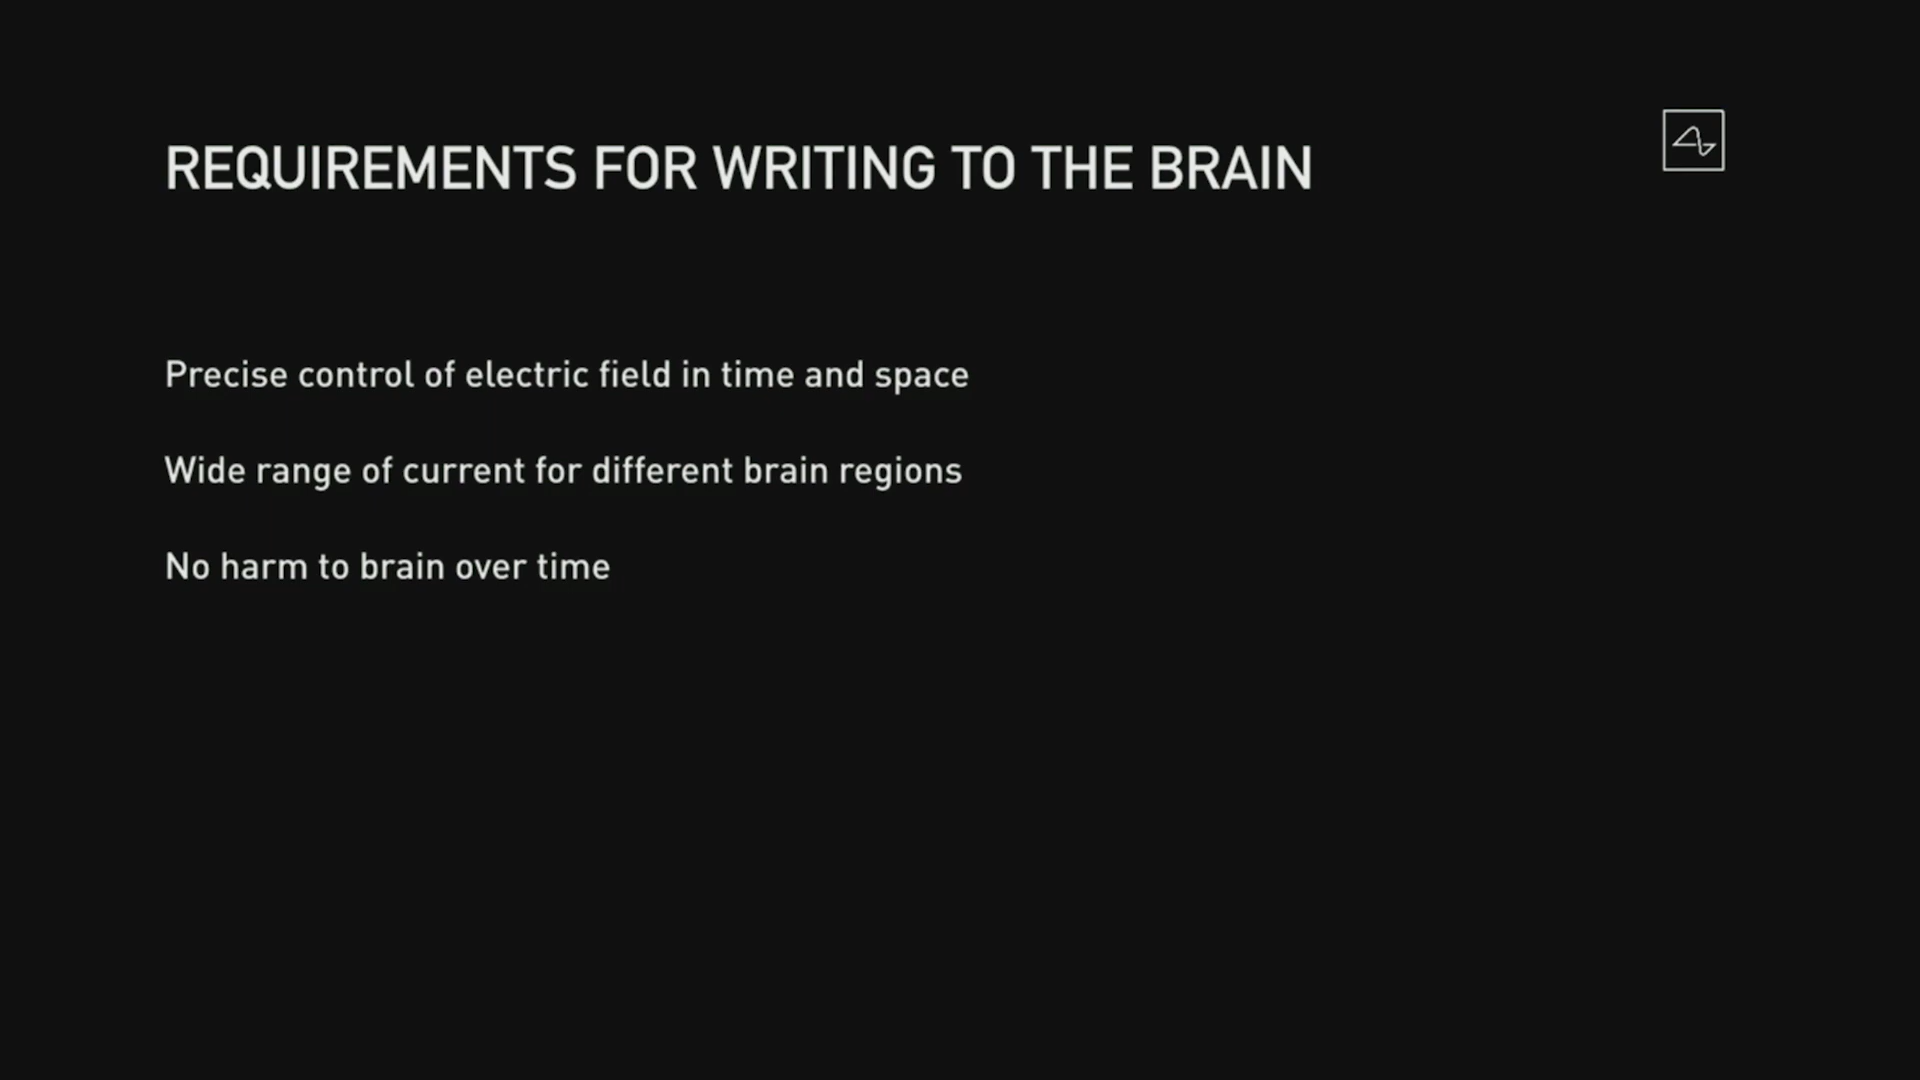 REQUIREMENTS FOR WRITING TO THE BRAIN
Precise control of electric field in time and space
Wide range of current for different brain regions
No harm to brain over time